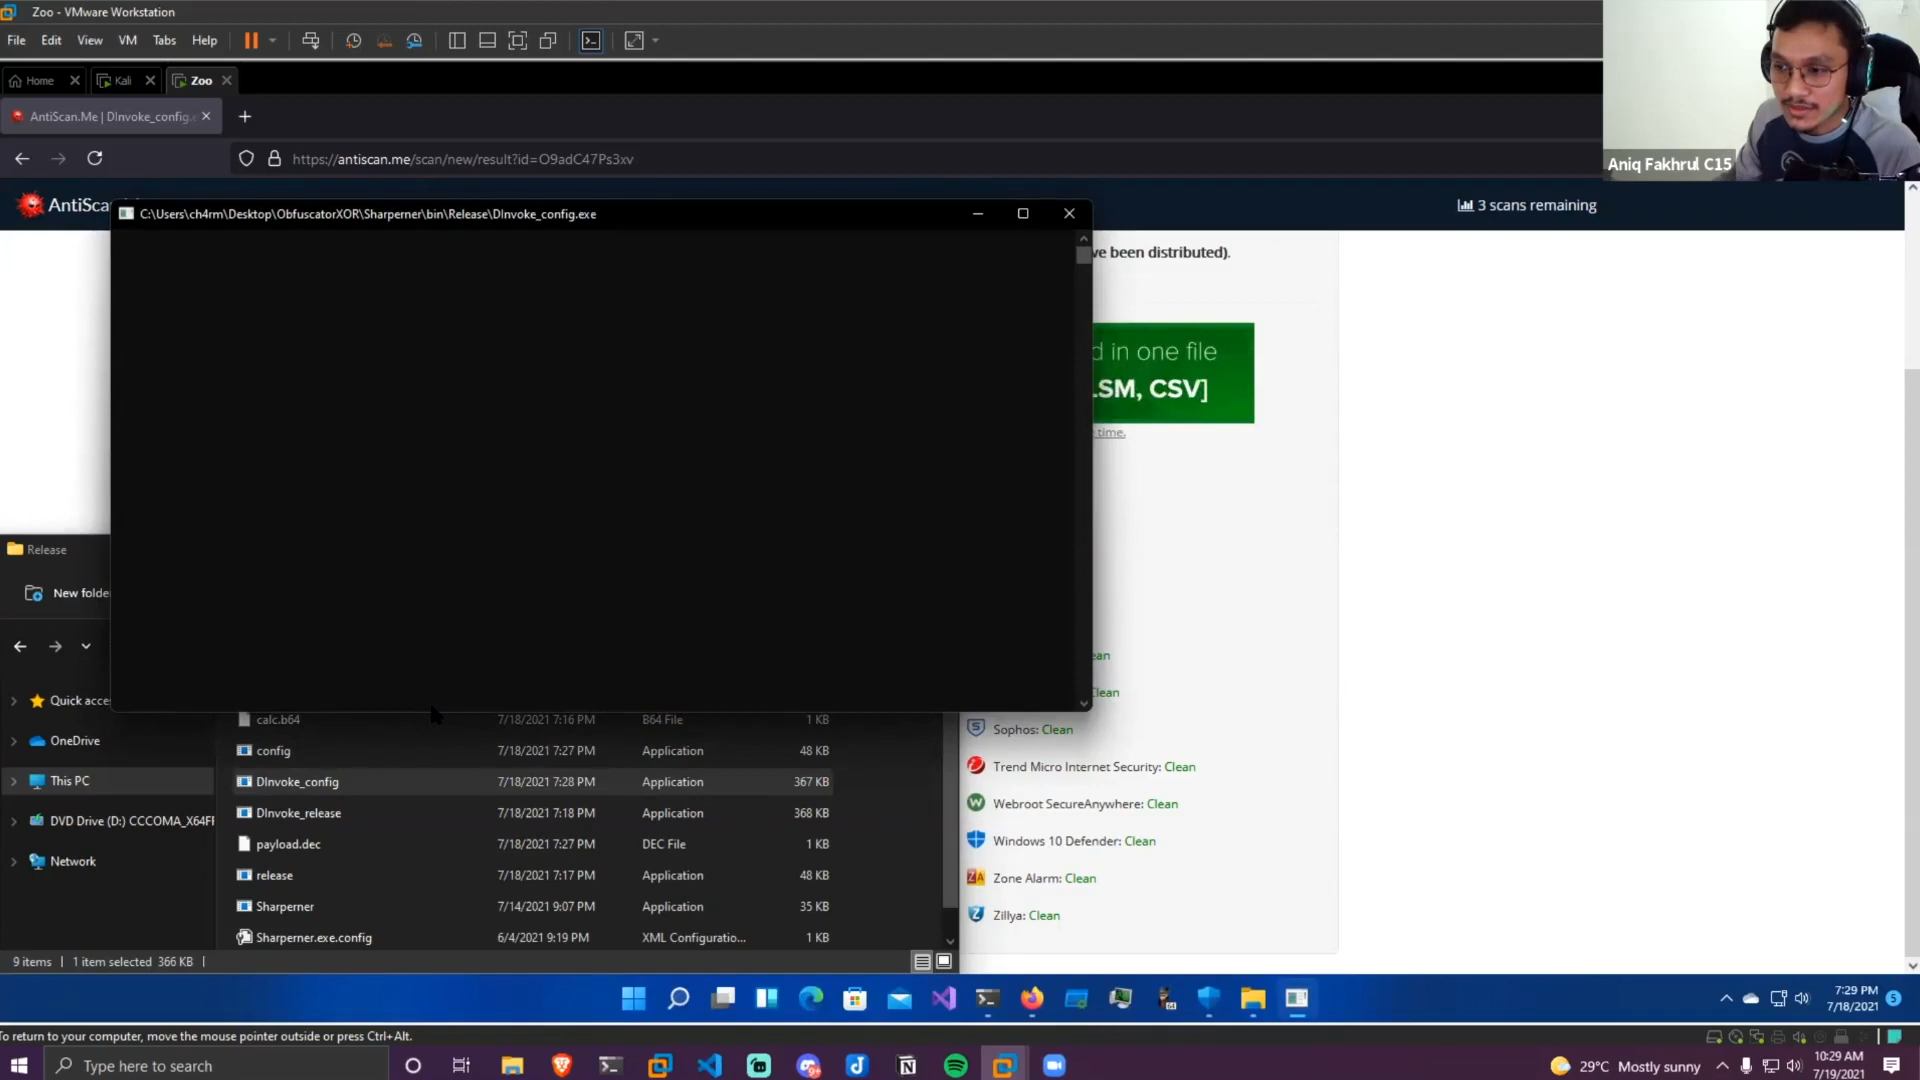 Zoo - VMware Workstation
File Edit View VM Tabs Help
Home Kali Zoo
AntiScan.Me | DInvoke_config.e
https://antiscan.me/scan/new/result?id=O9adC47Ps3xv
Aniq Fakhrul C15
AntiSca
3 scans remaining
C:\Users\ch4rm\Desktop\ObfuscatorXOR\Sharperner\bin\Release\DInvoke_config.exe
ve been distributed).
d in one file
LSM, CSV]
time.
Release
New folde
ean
Clean
Quick acce
OneDrive
This PC
DVD Drive (D:) CCCOMA_X64FR
Network
calc.b64 7/18/2021 7:16 PM B64 File 1 KB
config 7/18/2021 7:27 PM Application 48 KB
DInvoke_config 7/18/2021 7:28 PM Application 367 KB
DInvoke_release 7/18/2021 7:18 PM Application 368 KB
payload.dec 7/18/2021 7:27 PM DEC File 1 KB
release 7/18/2021 7:17 PM Application 48 KB
Sharperner 7/14/2021 9:07 PM Application 35 KB
Sharperner.exe.config 6/4/2021 9:19 PM XML Configuratio... 1 KB
Sophos: Clean
Trend Micro Internet Security: Clean
Webroot SecureAnywhere: Clean
Windows 10 Defender: Clean
Zone Alarm: Clean
Zillya: Clean
9 items | 1 item selected 366 KB |
7:29 PM
7/18/2021
5
To return to your computer, move the mouse pointer outside or press Ctrl+Alt.
Type here to search
29°C Mostly sunny
10:29 AM
7/19/2021